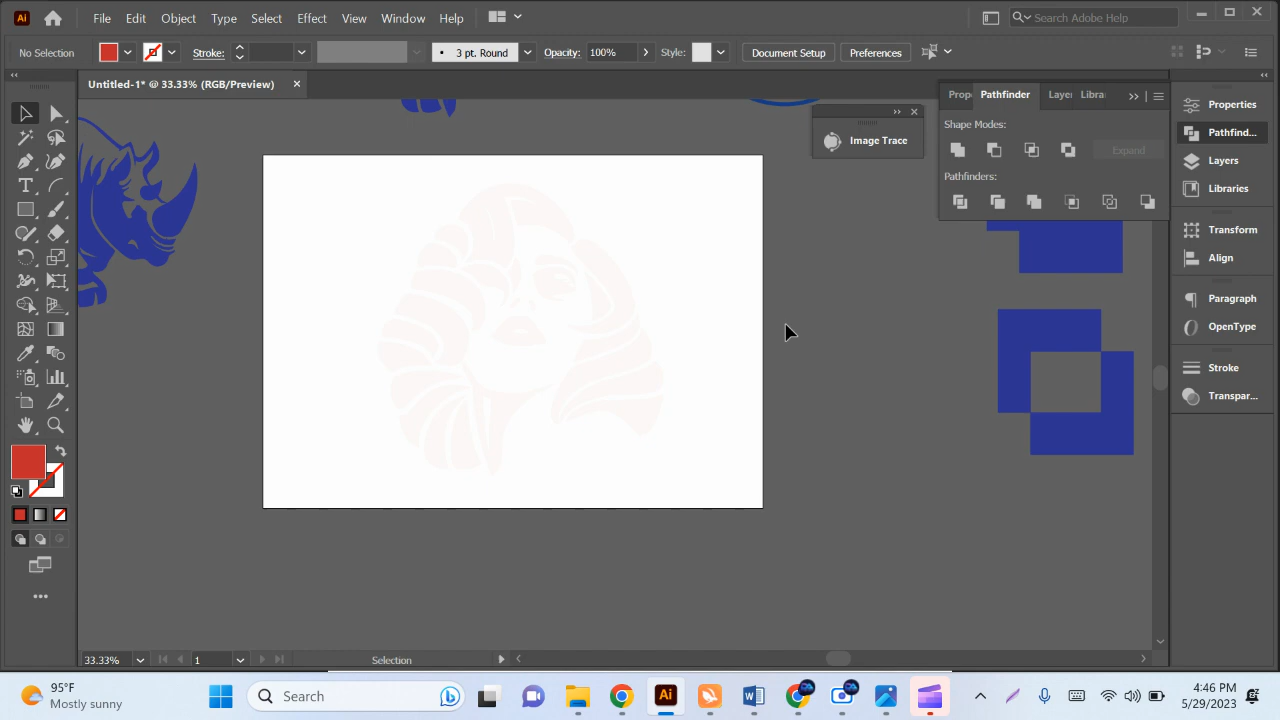 Ai File Edit Object Type Select Effect View Window Help Search Adobe Help
No Selection Stroke: 3 pt. Round Opacity: 100% Style: Document Setup Preferences
Untitled-1* @ 33.33% (RGB/Preview)
Prop Pathfinder Layer Libra
Properties
Shape Modes:
Pathfind...
Image Trace
Expand
Layers
Pathfinders:
Libraries
T
Transform
Align
Paragraph
OpenType
Stroke
Transpar...
33.33% 1 Selection
95°F
Mostly sunny
Search
Ai
4:46 PM
5/29/2023